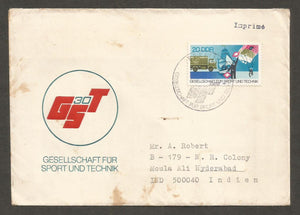 Imprimé
20 DDR
GESELLSCHAFT FÜR SPORT UND TECHNIK
30
GST
GESELLSCHAFT FÜR
SPORT UND TECHNIK
Mr. A. Robert
B - 179 - M. R. Colony
Moula Ali Hyderabad
IND 500040
Indien